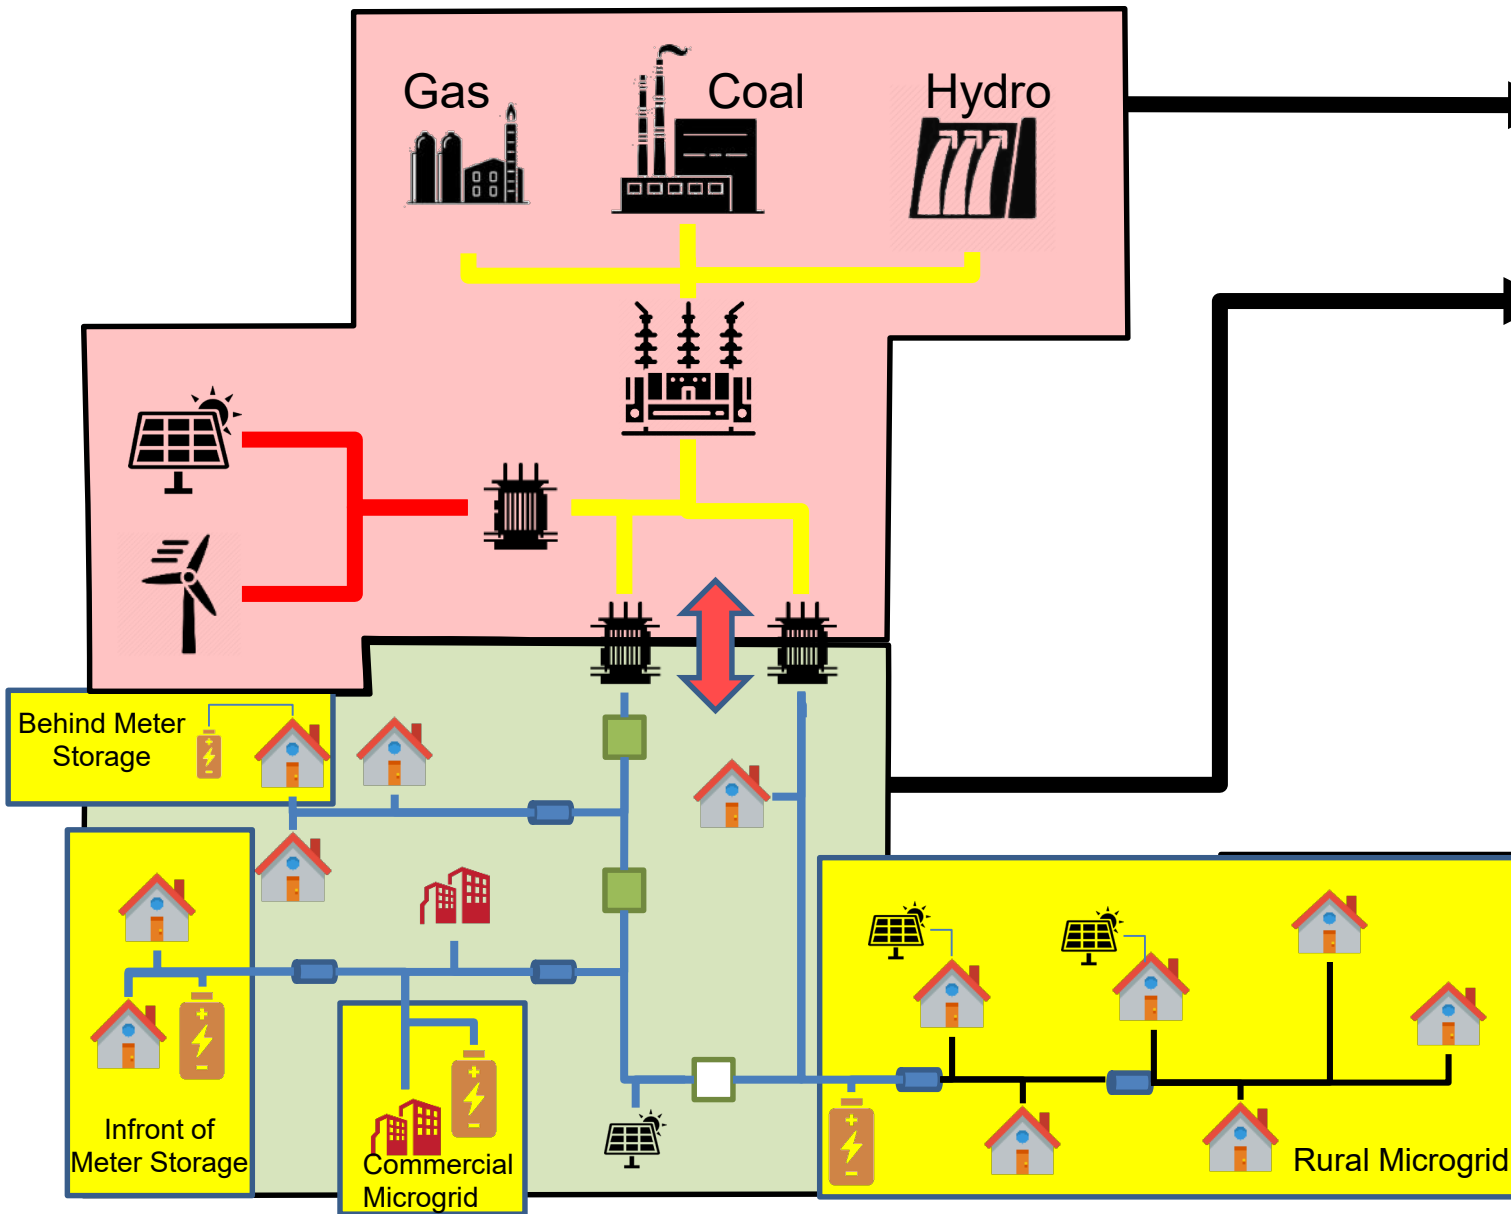 Gas
Coal
Hydro
Behind Meter
Storage
Infront of
Meter Storage
Commercial
Microgrid
Rural Microgrid